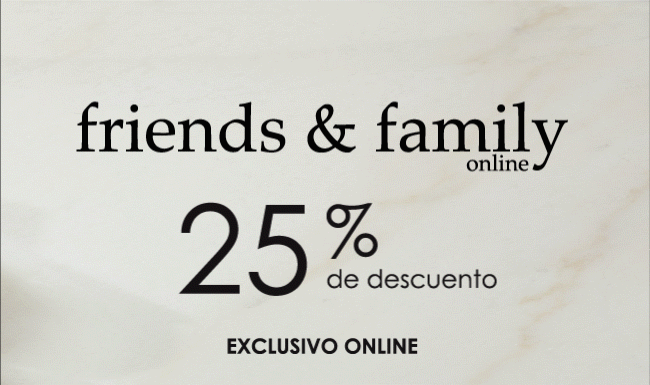 friends & family
online
25%
de descuento
EXCLUSIVO ONLINE